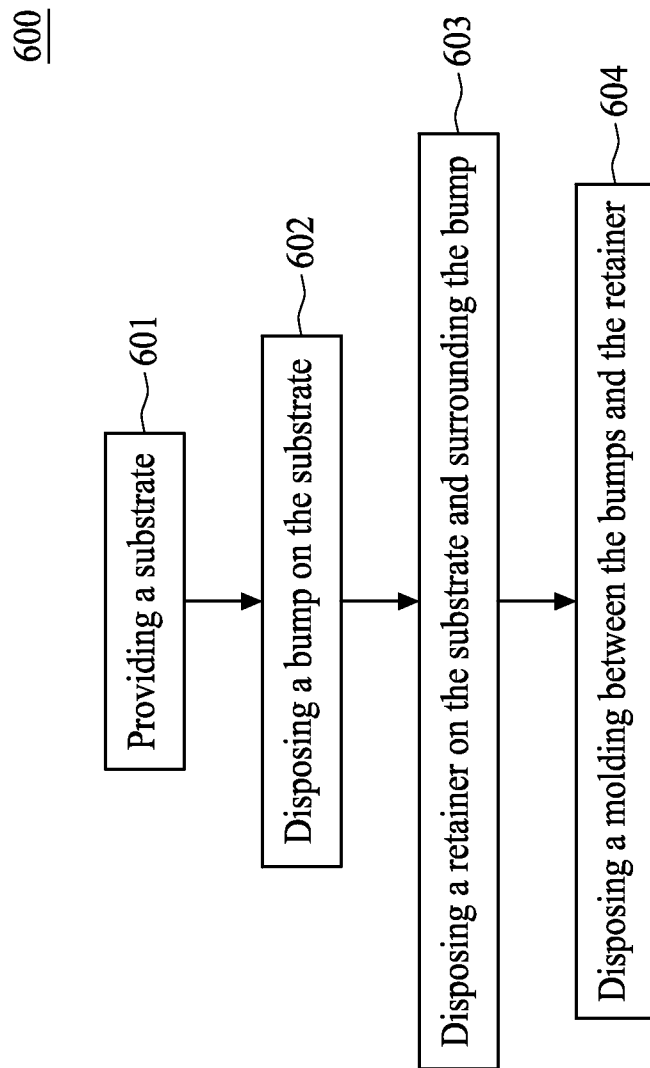 600
Providing a substrate
601
Disposing a bump on the substrate
602
Disposing a retainer on the substrate and surrounding the bump
603
Disposing a molding between the bumps and the retainer
604